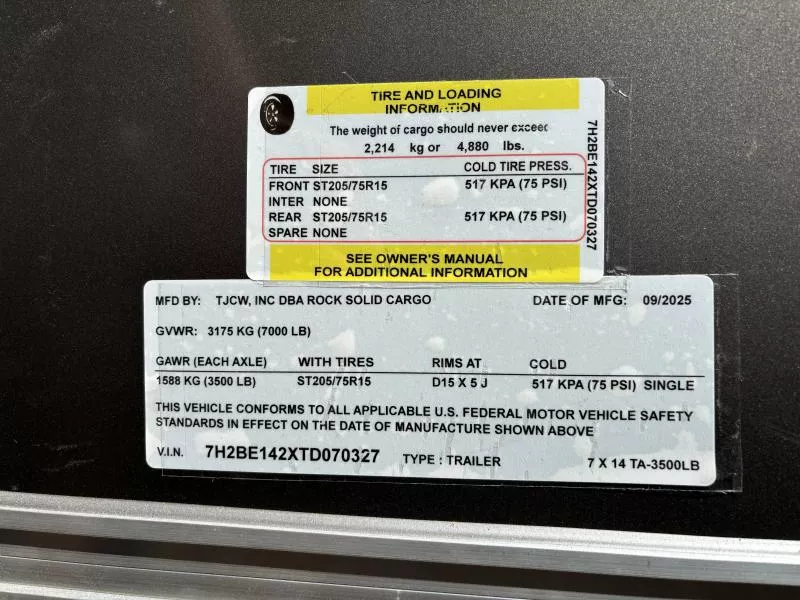 TIRE AND LOADING
INFORMATION
The weight of cargo should never exceed
2,214 kg or 4,880 lbs.
TIRE SIZE COLD TIRE PRESS.
FRONT ST205/75R15 517 KPA (75 PSI)
INTER NONE
REAR ST205/75R15 517 KPA (75 PSI)
SPARE NONE
SEE OWNER'S MANUAL
FOR ADDITIONAL INFORMATION
7H2BE142XTD070327
MFD BY: TJCW, INC DBA ROCK SOLID CARGO DATE OF MFG: 09/2025
GVWR: 3175 KG (7000 LB)
GAWR (EACH AXLE) WITH TIRES RIMS AT COLD
1588 KG (3500 LB) ST205/75R15 D15 X 5 J 517 KPA (75 PSI) SINGLE
THIS VEHICLE CONFORMS TO ALL APPLICABLE U.S. FEDERAL MOTOR VEHICLE SAFETY
STANDARDS IN EFFECT ON THE DATE OF MANUFACTURE SHOWN ABOVE
V.I.N. 7H2BE142XTD070327 TYPE : TRAILER 7 X 14 TA-3500LB